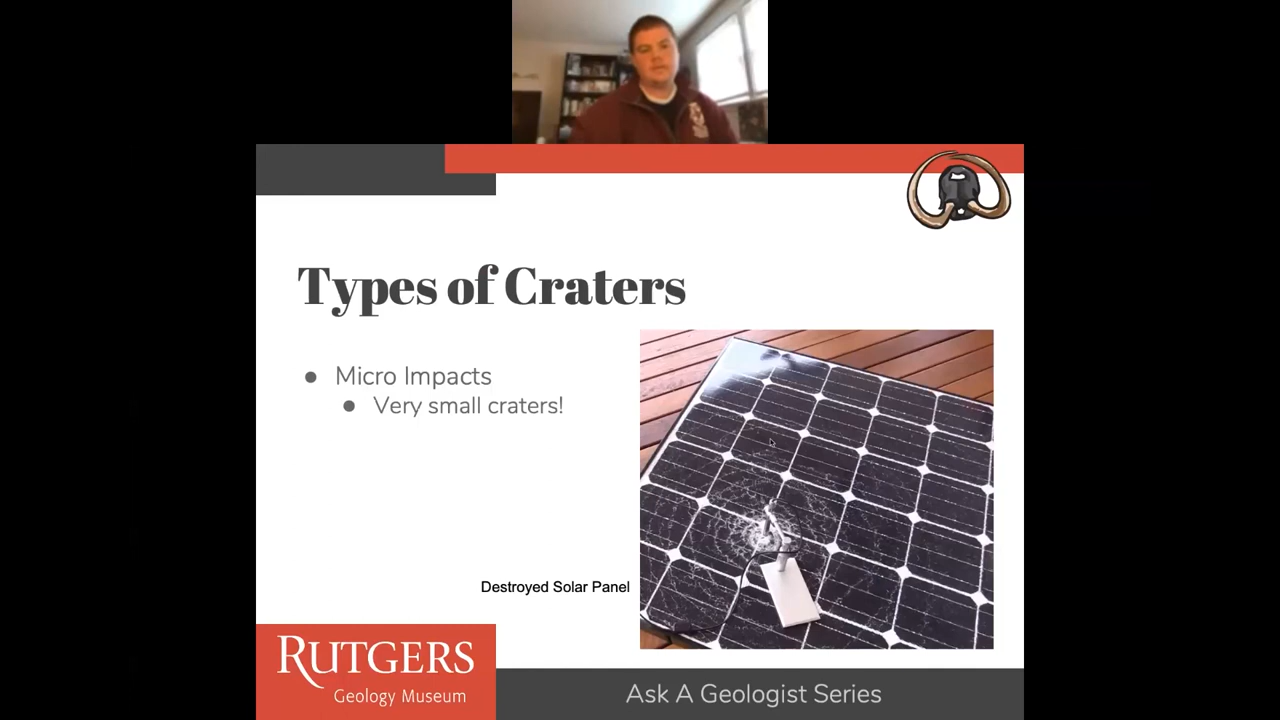 Types of Craters
● Micro Impacts
● Very small craters!
Destroyed Solar Panel
RUTGERS
Geology Museum
Ask A Geologist Series